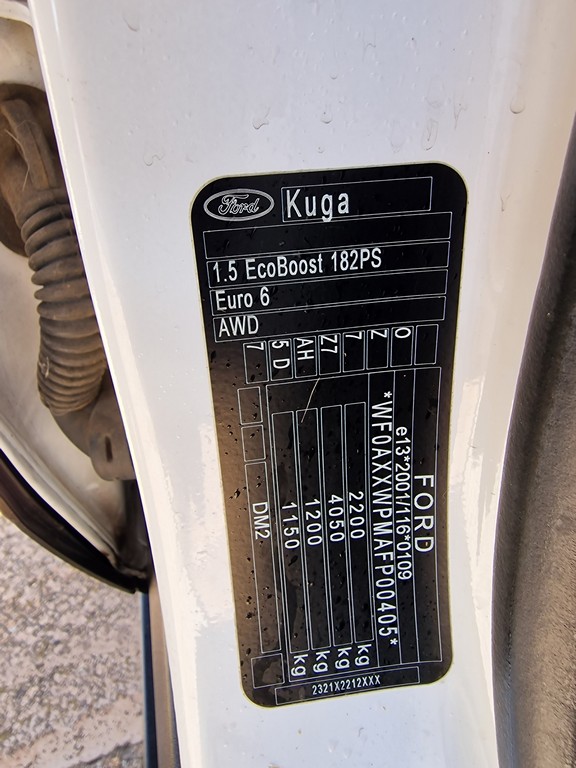 Ford
Kuga
1.5 EcoBoost 182PS
Euro 6
AWD
FORD
e13*2001/116*0109
*WF0AXXWPMAFP00405*
2200 kg
4050 kg
1200 kg
1150 kg
DM2
O
Z
7
Z7
AH
5 D
7
2321X2212XXX